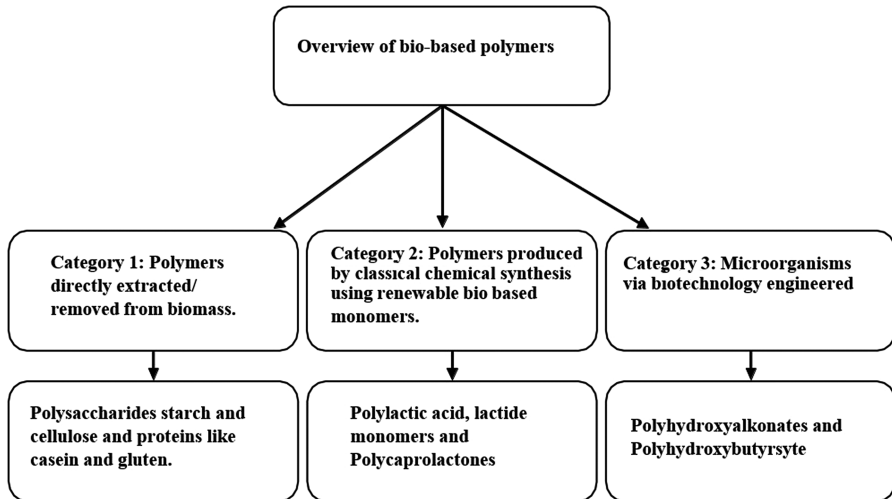 Overview of bio-based polymers
Category 1: Polymers
directly extracted/
removed from biomass.
Category 2: Polymers produced
by classical chemical synthesis
using renewable bio based
monomers.
Category 3: Microorganisms
via biotechnology engineered
Polysaccharides starch and
cellulose and proteins like
casein and gluten.
Polylactic acid, lactide
monomers and
Polycaprolactones
Polyhydroxyalkonates and
Polyhydroxybutyrsyte